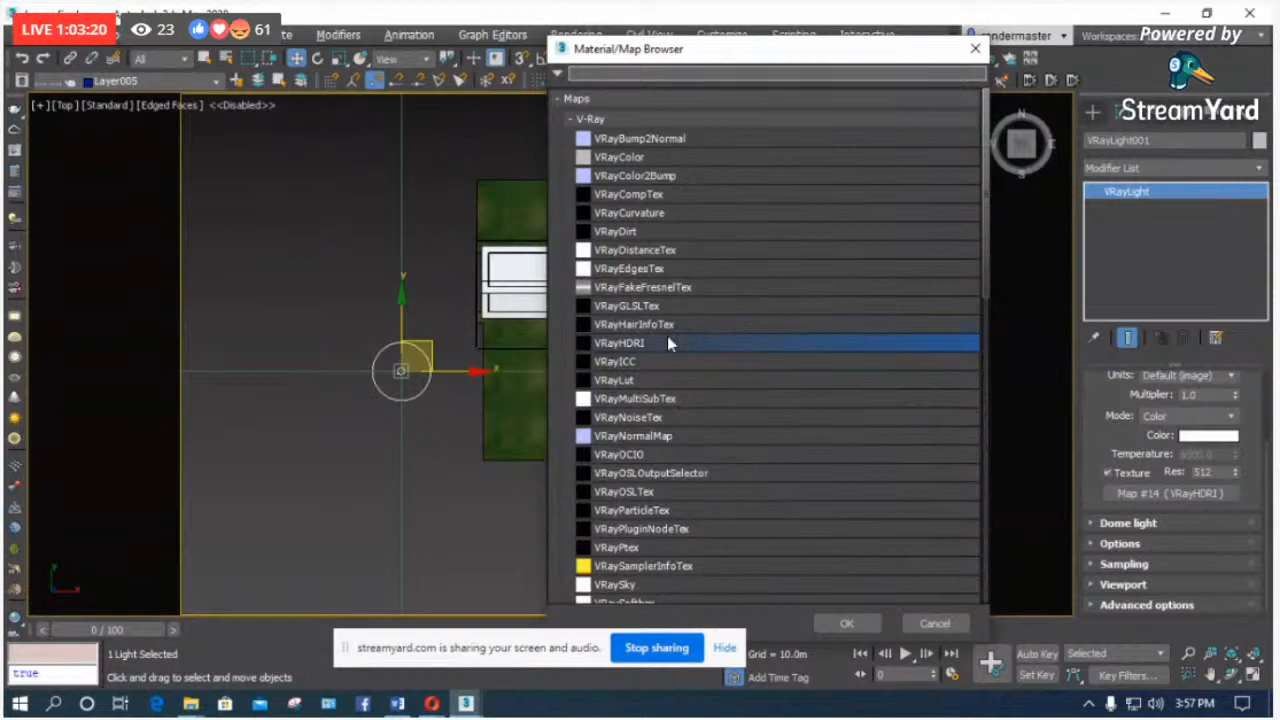 LIVE 1:03:20
23
61
Modifiers
Animation
Graph Editors
rendermaster
Workspaces:
Powered by
StreamYard
All
View
Layer005
[+] [Top] [Standard] [Edged Faces] <<Disabled>>
Material/Map Browser
- Maps
- V-Ray
VRayBump2Normal
VRayColor
VRayColor2Bump
VRayCompTex
VRayCurvature
VRayDirt
VRayDistanceTex
VRayEdgesTex
VRayFakeFresnelTex
VRayGLSLTex
VRayHairInfoTex
VRayHDRI
VRayICC
VRayLut
VRayMultiSubTex
VRayNoiseTex
VRayNormalMap
VRayOCIO
VRayOSLOutputSelector
VRayOSLTex
VRayParticleTex
VRayPluginNodeTex
VRayPtex
VRaySamplerInfoTex
VRaySky
OK
Cancel
y
x
N
VRayLight001
Modifier List
VRayLight
Units: Default (image)
Multiplier: 1.0
Mode: Color
Color:
Temperature: 6500.0
Texture Res: 512
Map #14 (VRayHDRI)
Dome light
Options
Sampling
Viewport
Advanced options
0 / 100
streamyard.com is sharing your screen and audio.
Stop sharing
Hide
1 Light Selected
true
Click and drag to select and move objects
Grid = 10.0m
Add Time Tag
0
Auto Key
Selected
Set Key
Key Filters...
3:57 PM